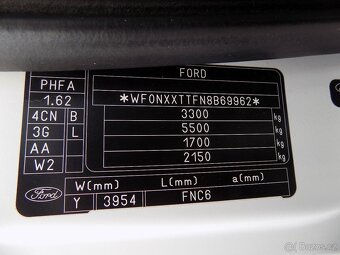 FORD
PHFA
1.62
*WF0NXXTTFN8B69962*
4CN B 3300 kg
3G L 5500
AA 1700 kg
W2 2150 kg
Ford
W(mm) L(mm) a(mm)
Y 3954 FNC6